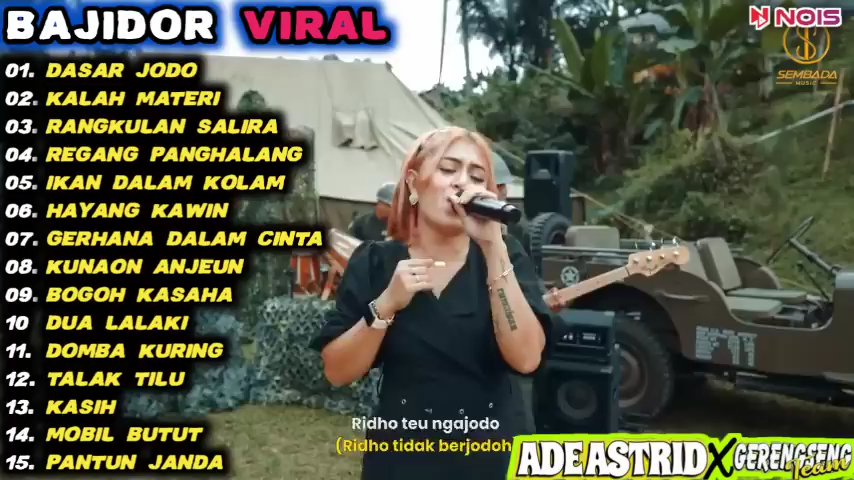 BAJIDOR VIRAL
01. DASAR JODO
02. KALAH MATERI
03. RANGKULAN SALIRA
04. REGANG PANGHALANG
05. IKAN DALAM KOLAM
06. HAYANG KAWIN
07. GERHANA DALAM CINTA
08. KUNAON ANJEUN
09. BOGOH KASAHA
10 DUA LALAKI
11. DOMBA KURING
12. TALAK TILU
13. KASIH
14. MOBIL BUTUT
15. PANTUN JANDA
NOIS
SEMBADA
MUSIC
Ridho teu ngajodo
(Ridho tidak berjodoh)
ADE ASTRID X GERENGSENG
Team